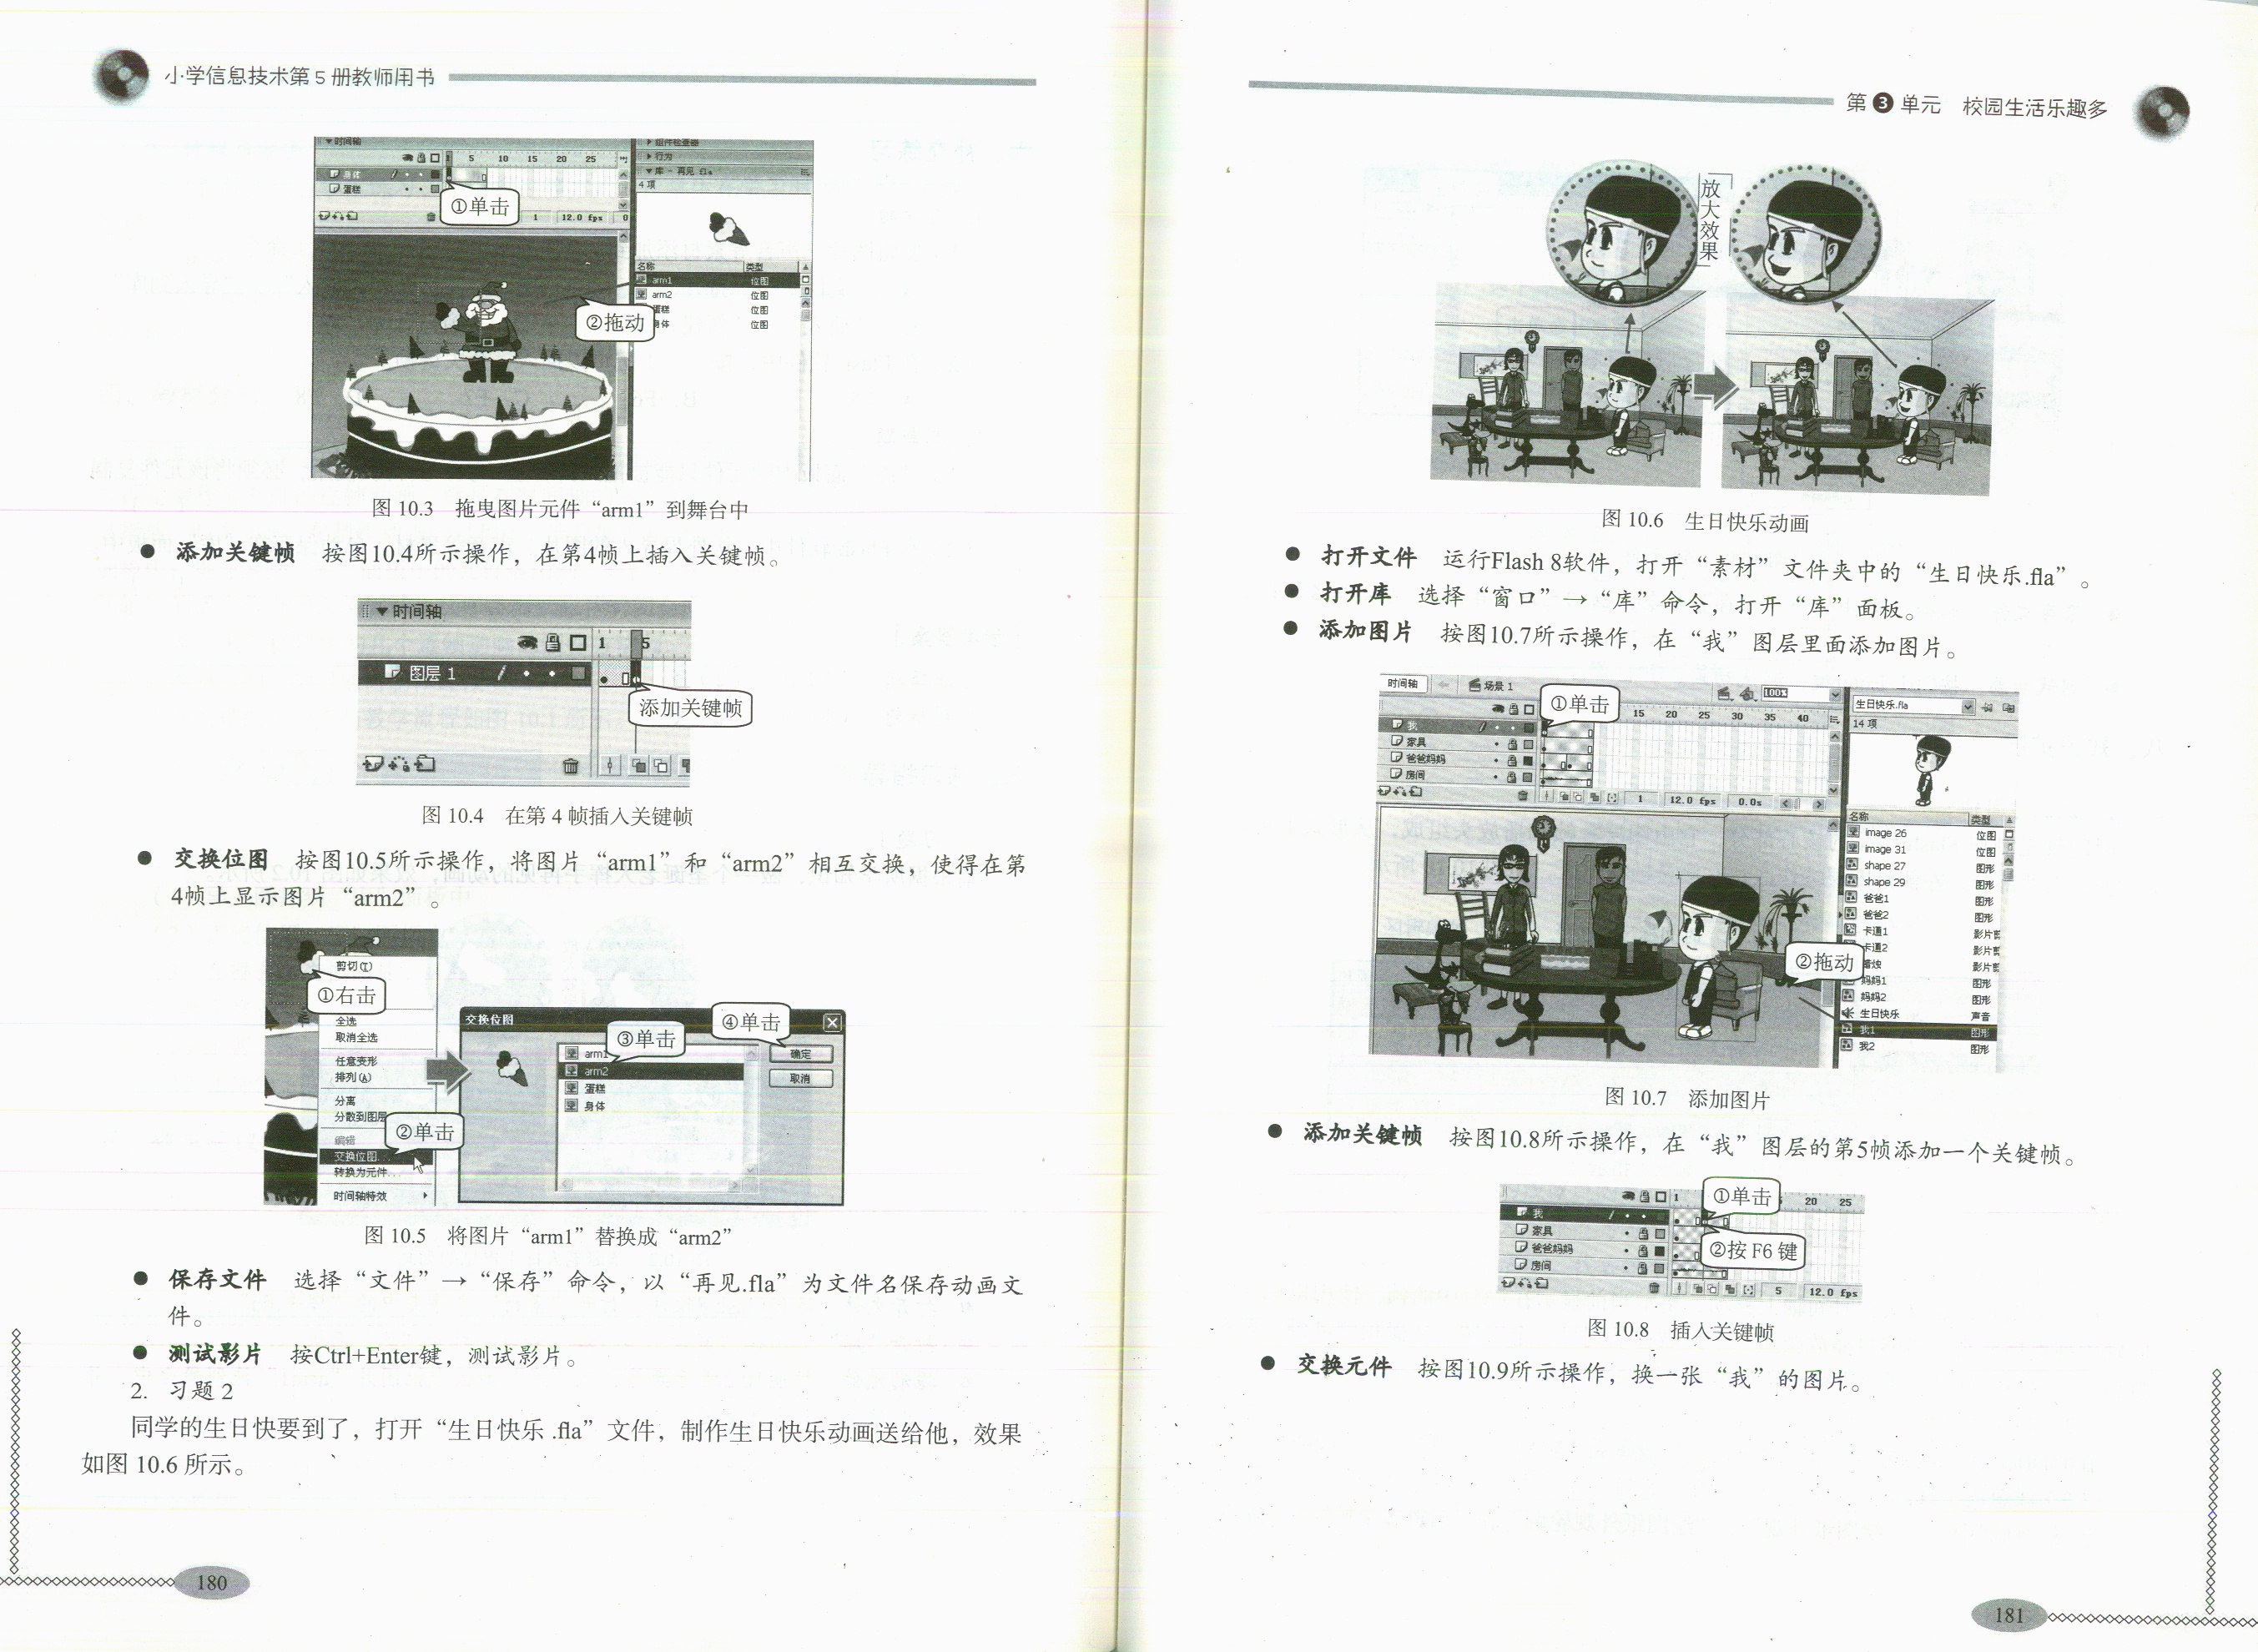 小学信息技术第5册教师用书
时间轴
1 5 10 15 20 25
身体
蛋糕
①单击
1 12.0 fps 0
组件检查器
行为
库 - 再见.fla
4项
名称 类型
arm1 位图
arm2 位图
蛋糕 位图
身体 位图
②拖动
图 10.3 拖曳图片元件“arm1”到舞台中
● 添加关键帧 按图10.4所示操作，在第4帧上插入关键帧。
时间轴
1 5
图层 1
添加关键帧
图 10.4 在第 4 帧插入关键帧
● 交换位图 按图10.5所示操作，将图片“arm1”和“arm2”相互交换，使得在第
4帧上显示图片“arm2”。
剪切(T)
①右击
全选
取消全选
任意变形
排列(A)
分离
分散到图层
编辑
②单击
交换位图...
转换为元件...
时间轴特效
交换位图
③单击
④单击
arm1
arm2
蛋糕
身体
确定
取消
图 10.5 将图片“arm1”替换成“arm2”
● 保存文件 选择“文件”→“保存”命令，以“再见.fla”为文件名保存动画文
件。
● 测试影片 按Ctrl+Enter键，测试影片。
2. 习题 2
同学的生日快要到了，打开“生日快乐 .fla”文件，制作生日快乐动画送给他，效果
如图 10.6 所示。
180
第 3 单元 校园生活乐趣多
放大效果
图 10.6 生日快乐动画
● 打开文件 运行Flash 8软件，打开“素材”文件夹中的“生日快乐.fla”。
● 打开库 选择“窗口”→“库”命令，打开“库”面板。
● 添加图片 按图10.7所示操作，在“我”图层里面添加图片。
时间轴 场景 1 100%
①单击
15 20 25 30 35 40
我
家具
爸爸妈妈
房间
1 12.0 fps 0.0s
生日快乐.fla
14 项
名称 类型
image 26 位图
image 31 位图
shape 27 图形
shape 29 图形
爸爸1 图形
爸爸2 图形
卡通1 影片剪
卡通2 影片剪
蜡烛 影片剪
妈妈1 图形
妈妈2 图形
生日快乐 声音
我1 图形
我2 图形
②拖动
图 10.7 添加图片
● 添加关键帧 按图10.8所示操作，在“我”图层的第5帧添加一个关键帧。
1 20 25
①单击
我
家具
爸爸妈妈
房间
②按 F6 键
5 12.0 fps
图 10.8 插入关键帧
● 交换元件 按图10.9所示操作，换一张“我”的图片。
181